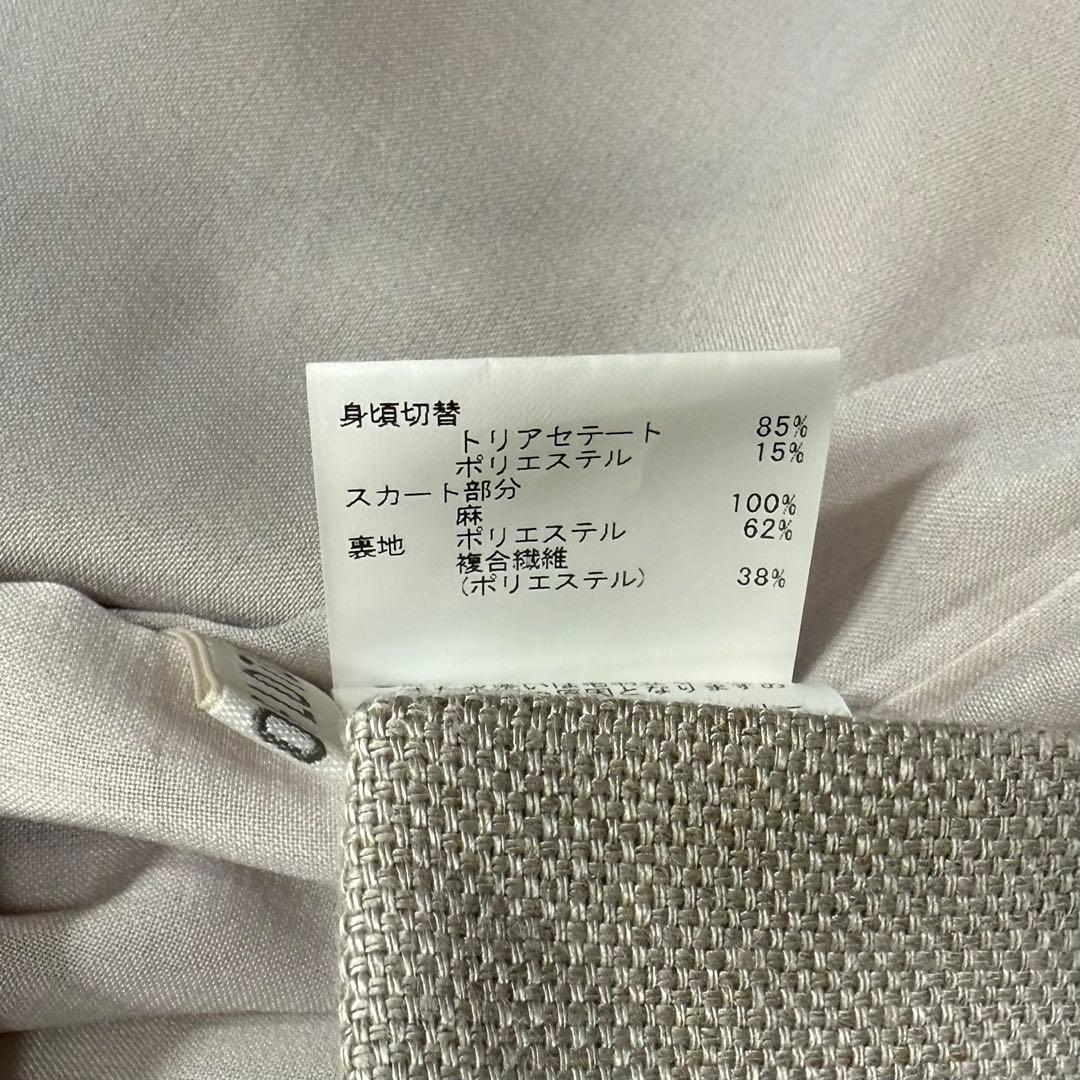 身頃切替
トリアセテート 85%
ポリエステル 15%
スカート部分
麻 100%
裏地 ポリエステル 62%
複合繊維
(ポリエステル) 38%